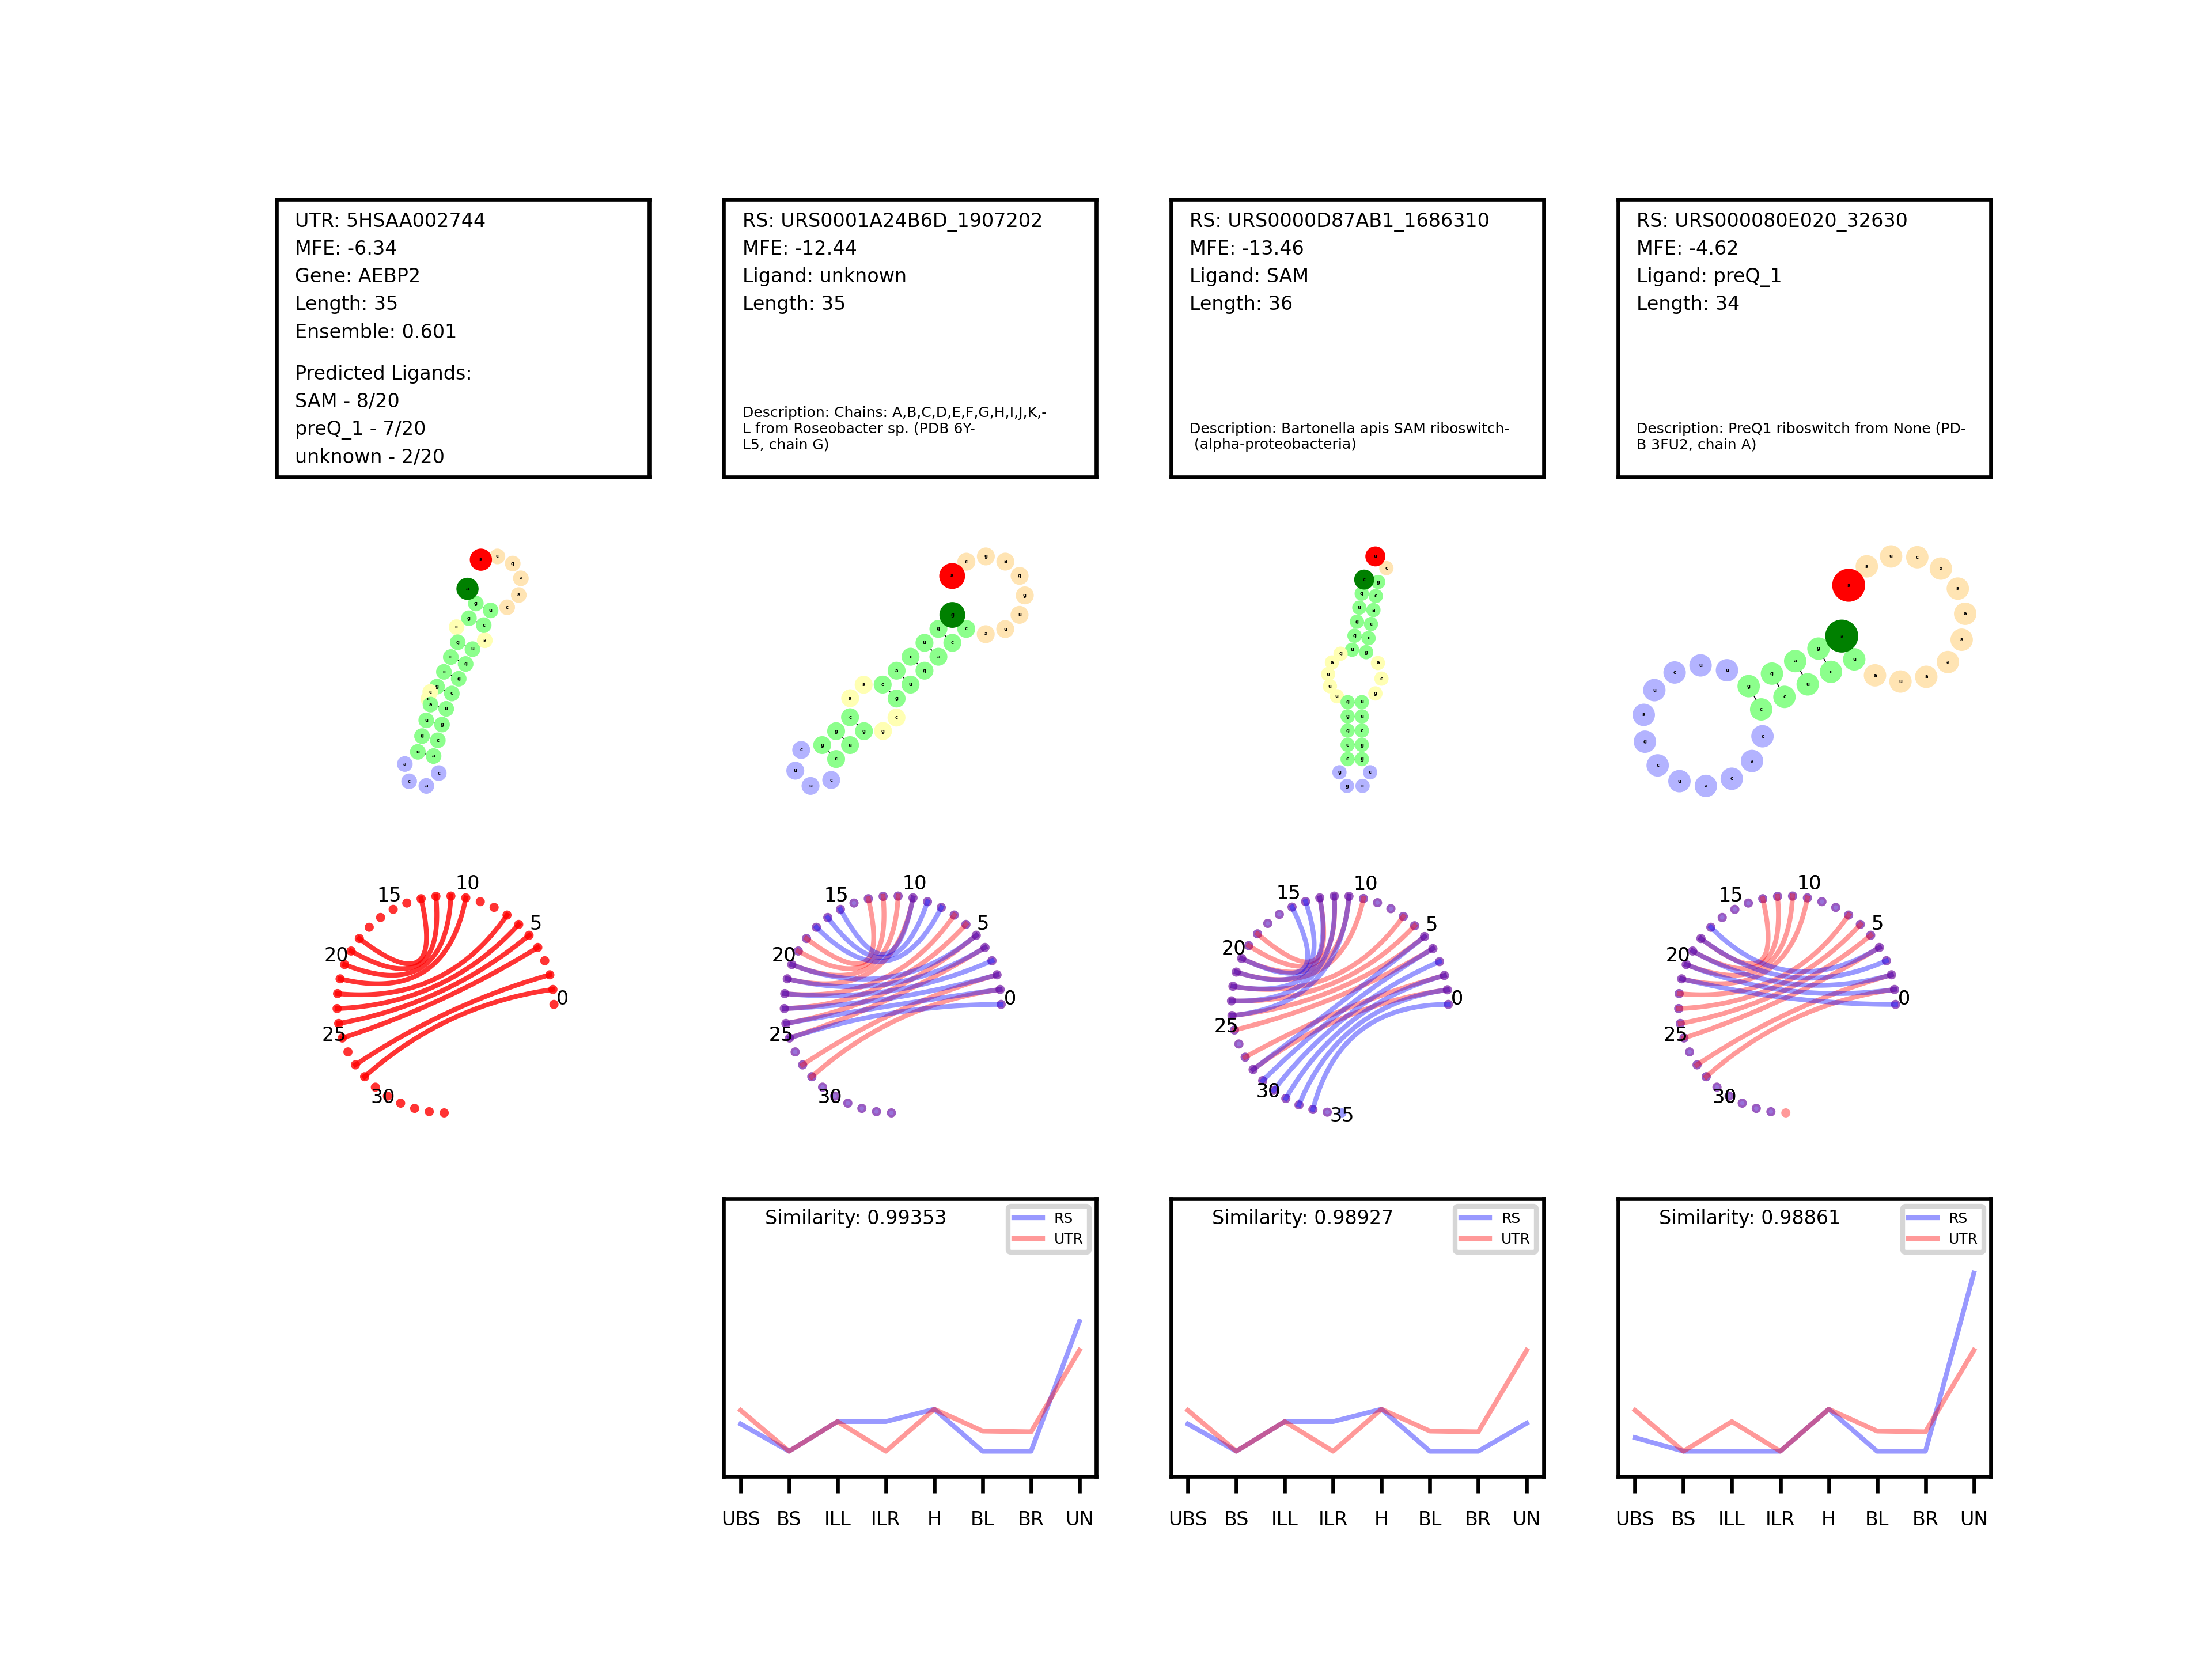 UTR: 5HSAA002744
MFE: -6.34
Gene: AEBP2
Length: 35
Ensemble: 0.601
Predicted Ligands:
SAM - 8/20
preQ_1 - 7/20
unknown - 2/20
RS: URS0001A24B6D_1907202
MFE: -12.44
Ligand: unknown
Length: 35
Description: Chains: A,B,C,D,E,F,G,H,I,J,K,-
L from Roseobacter sp. (PDB 6Y-
L5, chain G)
RS: URS0000D87AB1_1686310
MFE: -13.46
Ligand: SAM
Length: 36
Description: Bartonella apis SAM riboswitch-
(alpha-proteobacteria)
RS: URS000080E020_32630
MFE: -4.62
Ligand: preQ_1
Length: 34
Description: PreQ1 riboswitch from None (PD-
B 3FU2, chain A)
0
5
10
15
20
25
30
0
5
10
15
20
25
30
0
5
10
15
20
25
30
35
0
5
10
15
20
25
30
Similarity: 0.99353
RS
UTR
UBS BS ILL ILR H BL BR UN
Similarity: 0.98927
RS
UTR
UBS BS ILL ILR H BL BR UN
Similarity: 0.98861
RS
UTR
UBS BS ILL ILR H BL BR UN